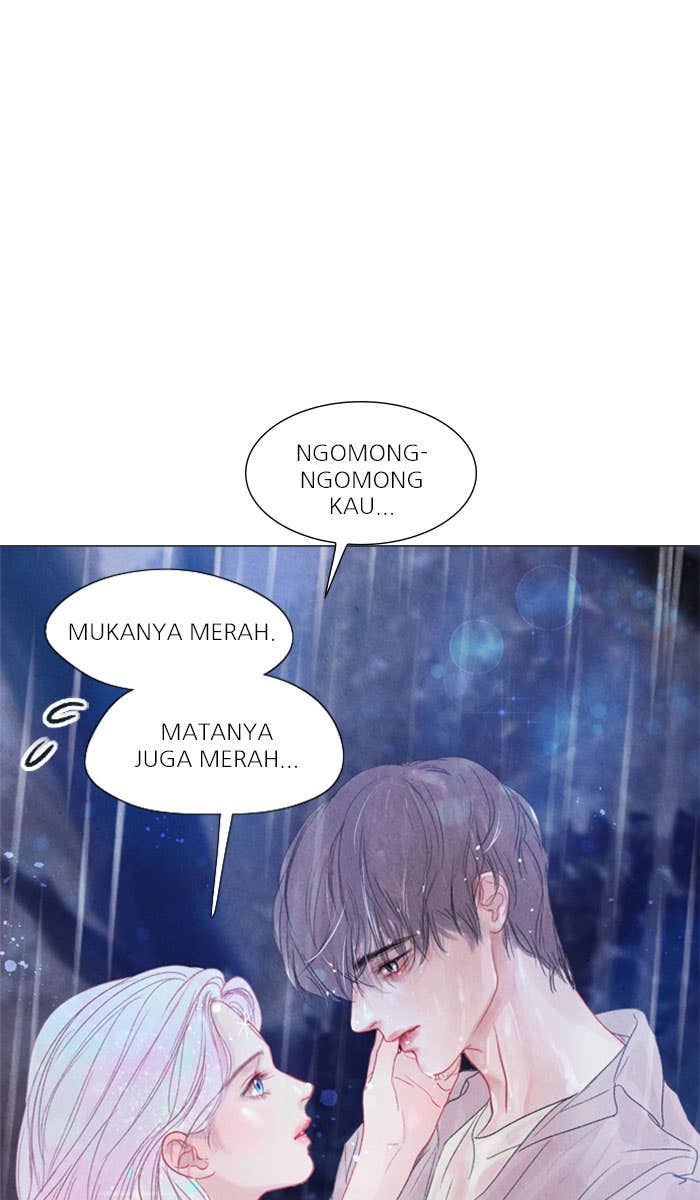 NGOMONG-
NGOMONG
KAU...
MUKANYA MERAH.
MATANYA
JUGA MERAH...